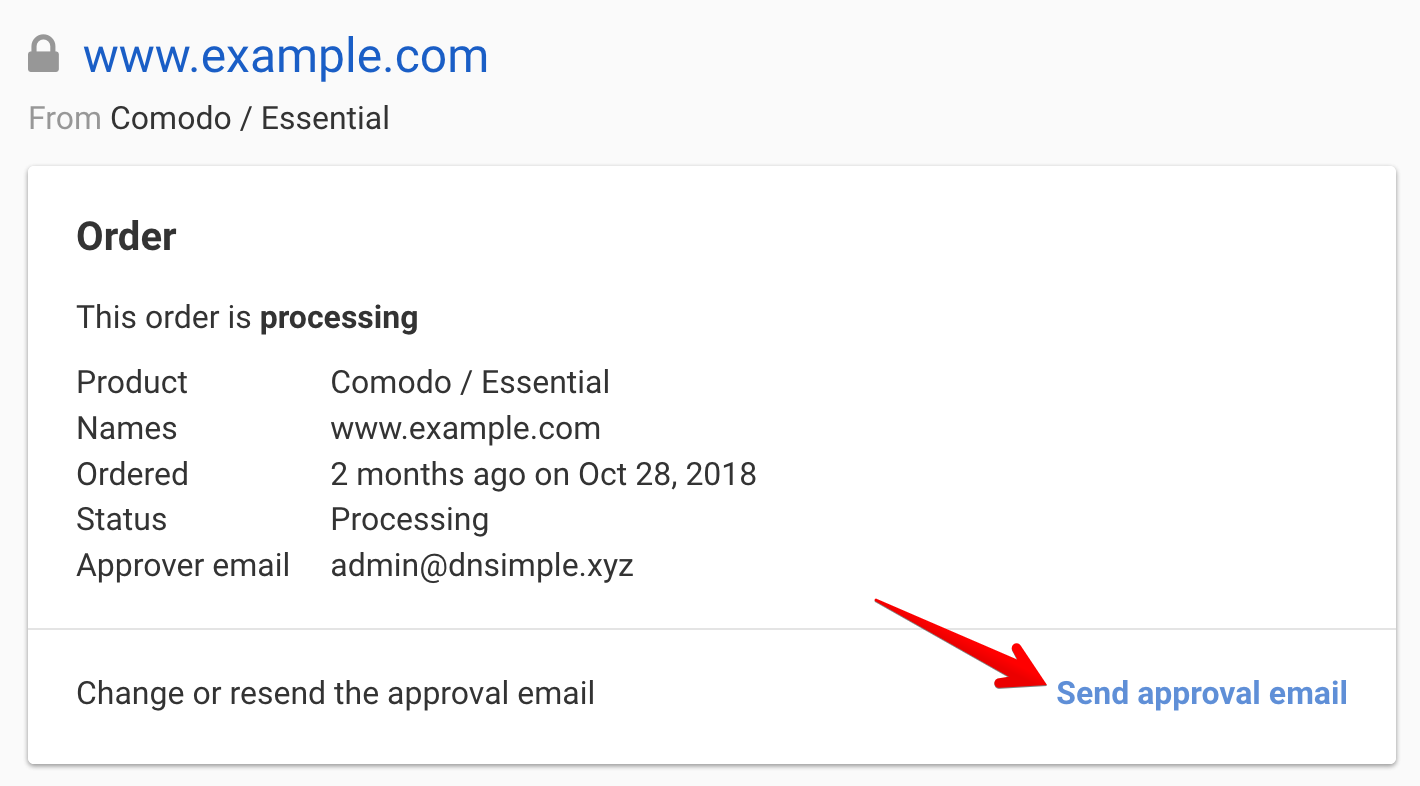 www.example.com
From Comodo / Essential
Order
This order is processing
Product Comodo / Essential
Names www.example.com
Ordered 2 months ago on Oct 28, 2018
Status Processing
Approver email admin@dnsimple.xyz
Change or resend the approval email Send approval email